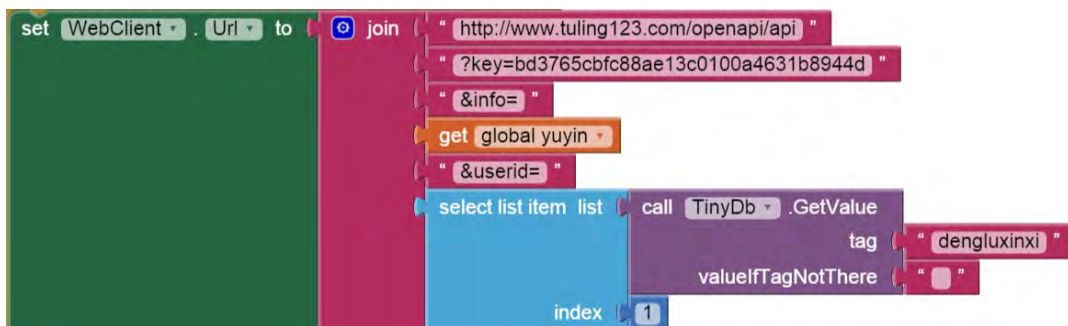 set WebClient . Url to join " http://www.tuling123.com/openapi/api "
" ?key=bd3765cbfc88ae13c0100a4631b8944d "
" &info= "
get global yuyin
" &userid= "
select list item list call TinyDb .GetValue
tag " dengluxinxi "
valueIfTagNotThere " "
index 1